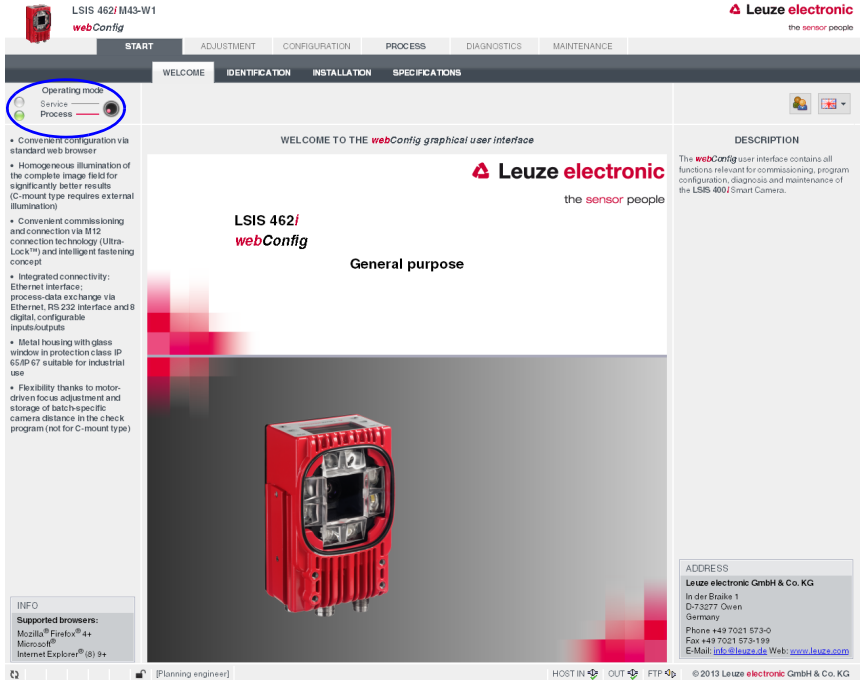 LSIS 462i M43-W1
webConfig
Leuze electronic
the sensor people
START
ADJUSTMENT
CONFIGURATION
PROCESS
DIAGNOSTICS
MAINTENANCE
WELCOME
IDENTIFICATION
INSTALLATION
SPECIFICATIONS
Operating mode
Service
Process
• Convenient configuration via
standard web browser
• Homogeneous illumination of
the complete image field for
significantly better results
(C-mount type requires external
illumination)
• Convenient commissioning
and connection via M12
connection technology (Ultra-
Lock™) and intelligent fastening
concept
• Integrated connectivity:
Ethernet interface;
process-data exchange via
Ethernet, RS 232 interface and 8
digital, configurable
inputs/outputs
• Metal housing with glass
window in protection class IP
65/IP 67 suitable for industrial
use
• Flexibility thanks to motor-
driven focus adjustment and
storage of batch-specific
camera distance in the check
program (not for C-mount type)
INFO
Supported browsers:
Mozilla® Firefox® 4+
Microsoft®
Internet Explorer® (8) 9+
WELCOME TO THE webConfig graphical user interface
Leuze electronic
the sensor people
LSIS 462i
webConfig
General purpose
DESCRIPTION
The webConfig user interface contains all
functions relevant for commissioning, program
configuration, diagnosis and maintenance of
the LSIS 400i Smart Camera.
ADDRESS
Leuze electronic GmbH & Co. KG
In der Braike 1
D-73277 Owen
Germany
Phone +49 7021 573-0
Fax +49 7021 573-199
E-Mail: info@leuze.de Web: www.leuze.com
[Planning engineer]
HOST IN
OUT
FTP
© 2013 Leuze electronic GmbH & Co. KG